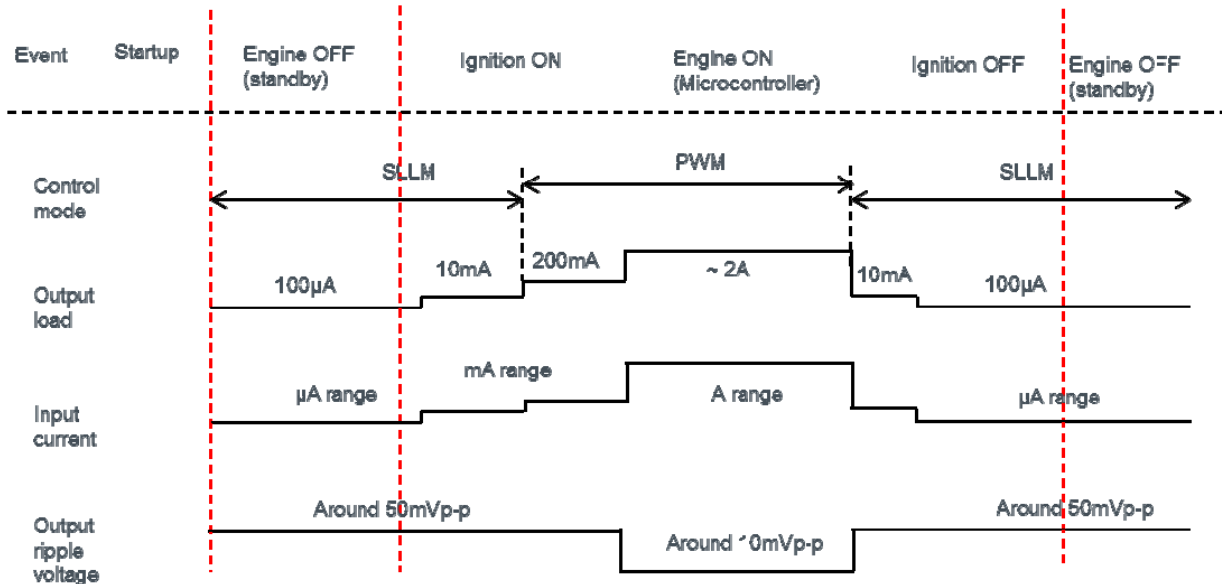 Event
Startup
Engine OFF
(standby)
Ignition ON
Engine ON
(Microcontroller)
Ignition OFF
Engine OFF
(standby)
Control
mode
SLLM
PWM
SLLM
Output
load
100μA
10mA
200mA
~ 2A
10mA
100μA
Input
current
μA range
mA range
A range
μA range
Output
ripple
voltage
Around 50mVp-p
Around 10mVp-p
Around 50mVp-p